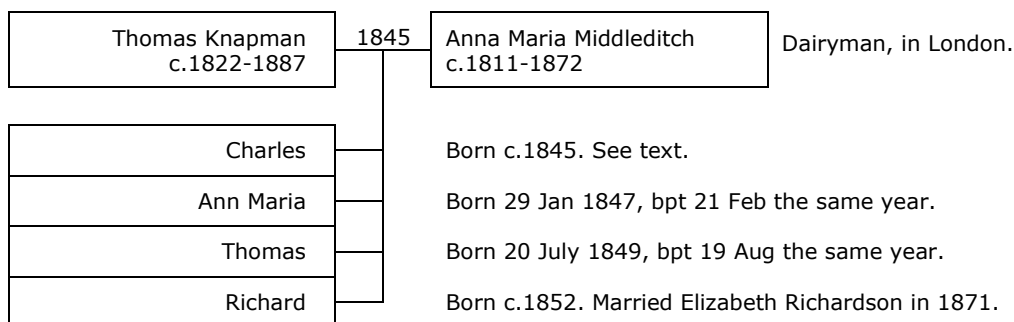 Thomas Knapman 1845 Anna Maria Middleditch Dairyman, in London.
c.1822-1887 c.1811-1872
Charles Born c.1845. See text.
Ann Maria Born 29 Jan 1847, bpt 21 Feb the same year.
Thomas Born 20 July 1849, bpt 19 Aug the same year.
Richard Born c.1852. Married Elizabeth Richardson in 1871.